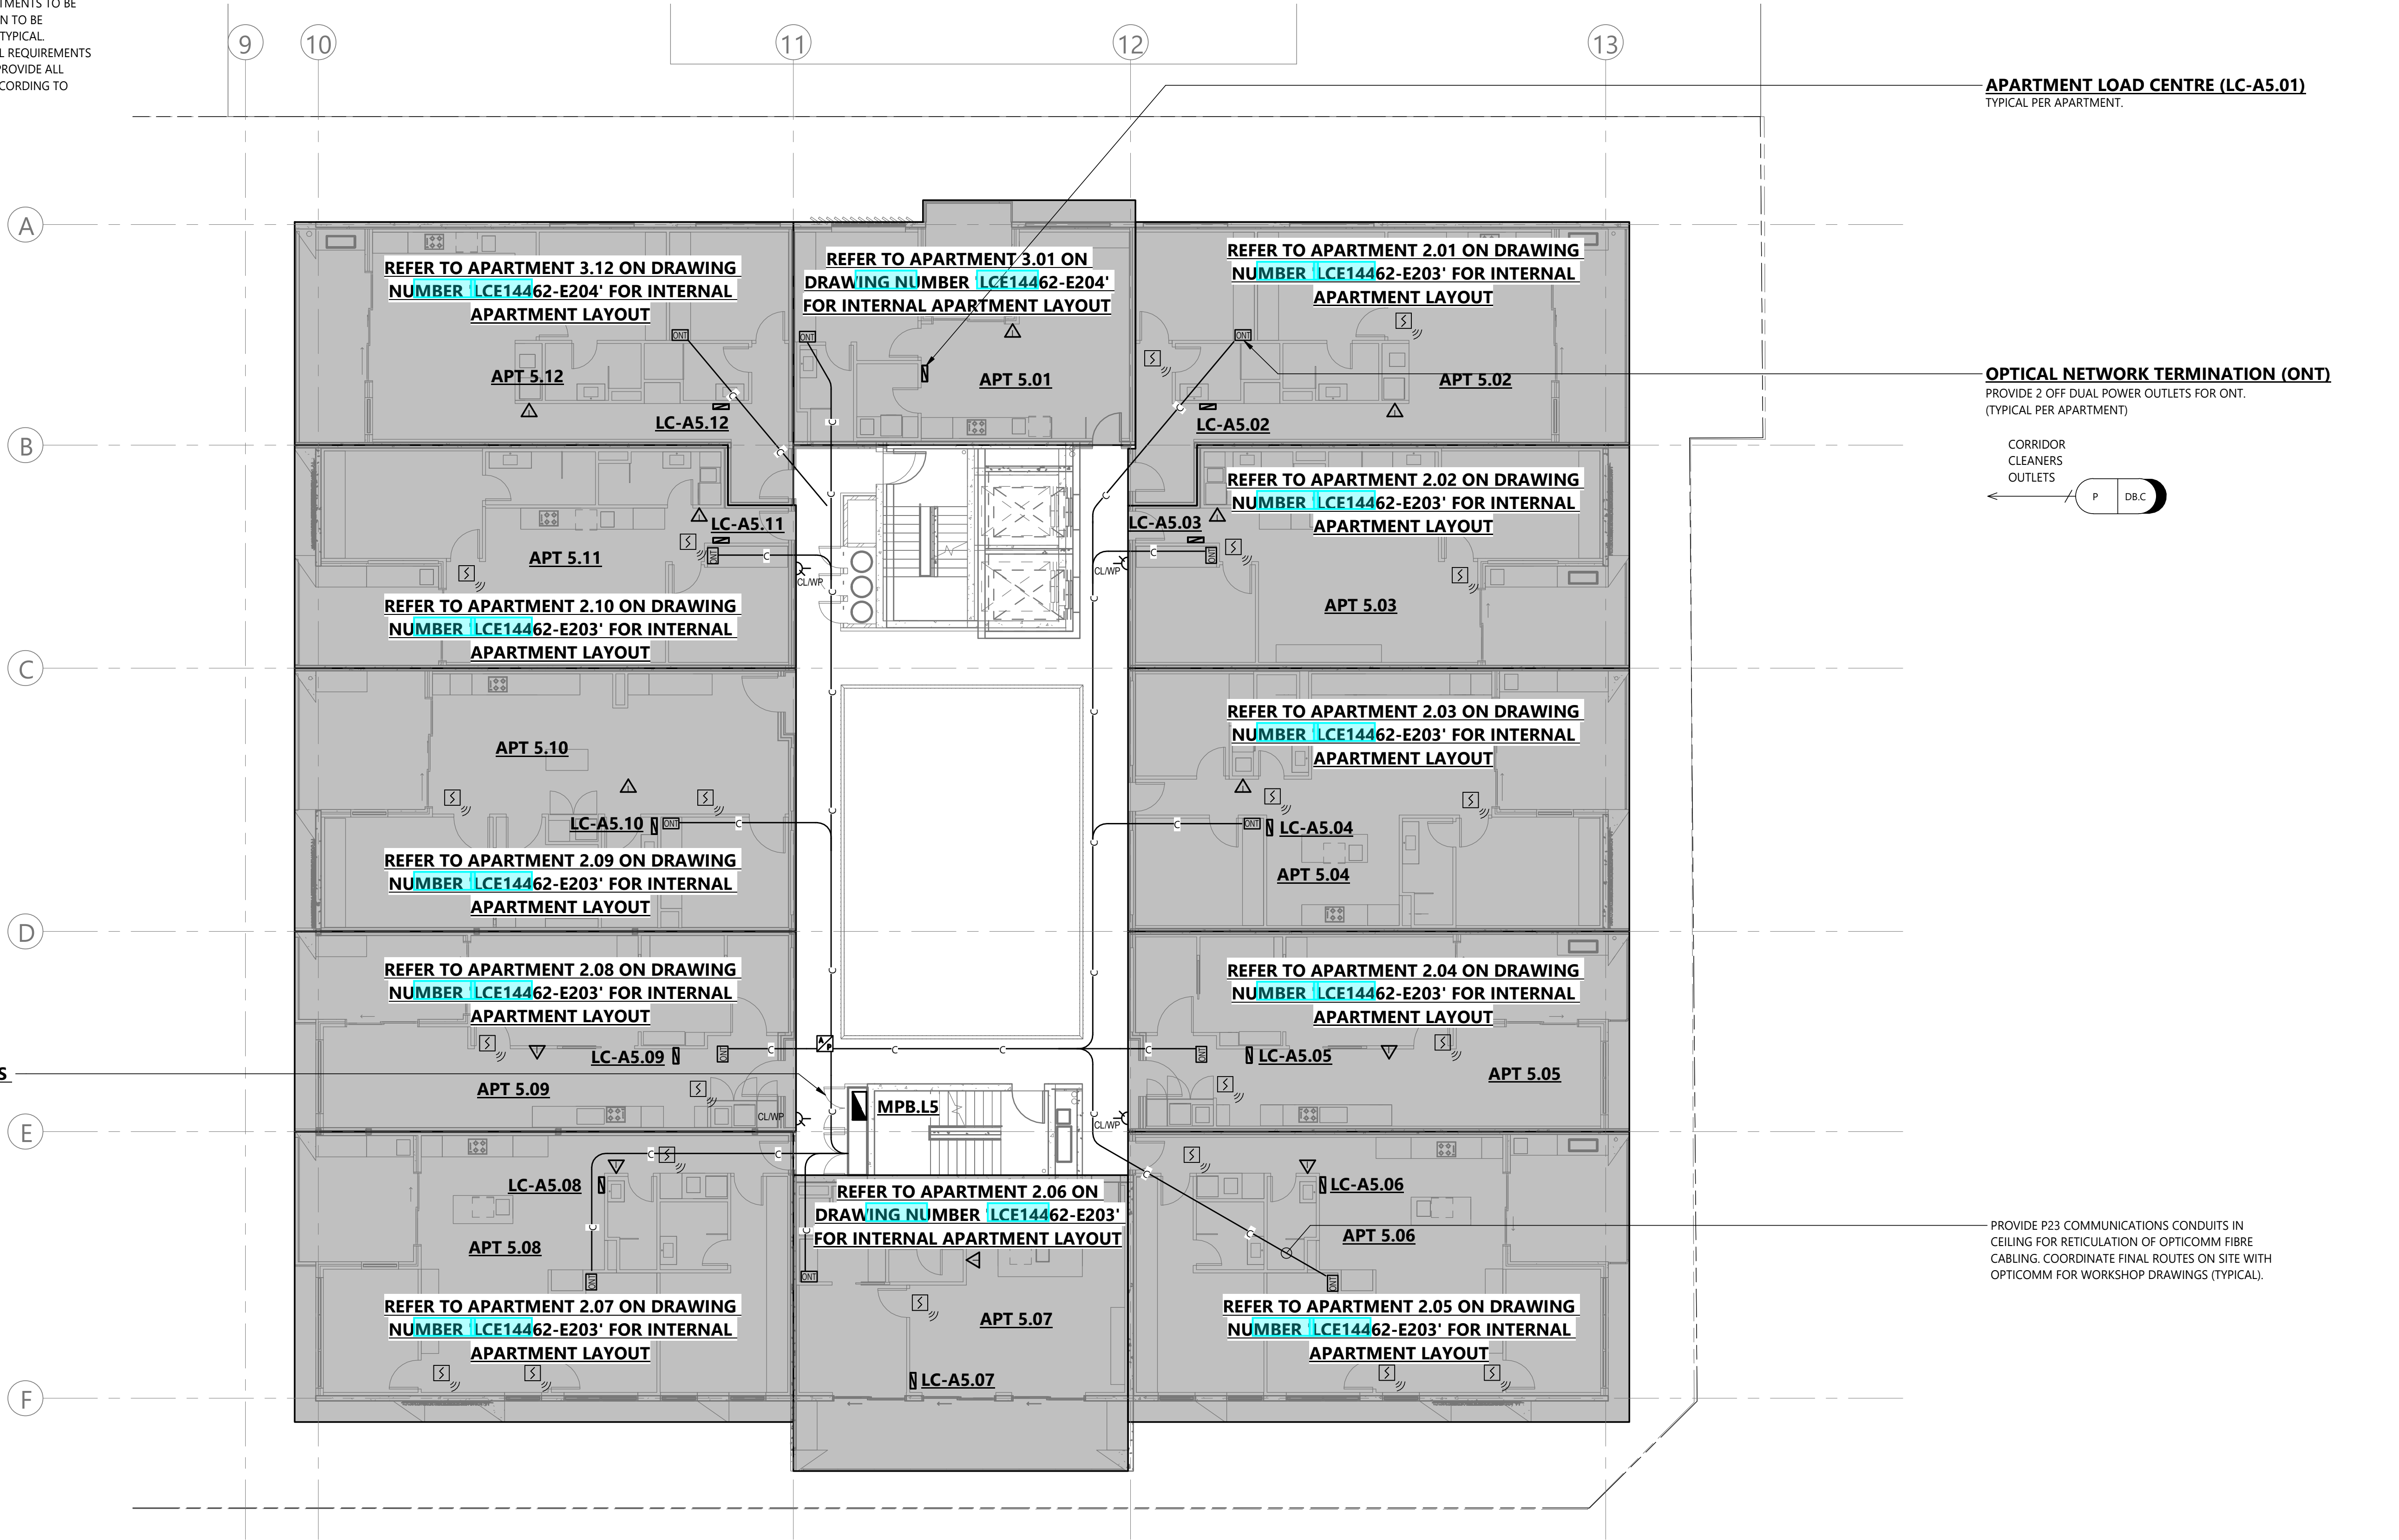 TMENTS TO BE
N TO BE
TYPICAL.
L REQUIREMENTS
PROVIDE ALL
CORDING TO
9
10
11
12
13
APARTMENT LOAD CENTRE (LC-A5.01)
TYPICAL PER APARTMENT.
A
REFER TO APARTMENT 3.12 ON DRAWING
NUMBER 'LCE14462-E204' FOR INTERNAL
APARTMENT LAYOUT
ONT
APT 5.12
LC-A5.12
REFER TO APARTMENT 3.01 ON
DRAWING NUMBER 'LCE14462-E204'
FOR INTERNAL APARTMENT LAYOUT
ONT
APT 5.01
REFER TO APARTMENT 2.01 ON DRAWING
NUMBER 'LCE14462-E203' FOR INTERNAL
APARTMENT LAYOUT
ONT
APT 5.02
LC-A5.02
OPTICAL NETWORK TERMINATION (ONT)
PROVIDE 2 OFF DUAL POWER OUTLETS FOR ONT.
(TYPICAL PER APARTMENT)
CORRIDOR
CLEANERS
OUTLETS
P
DB.C
B
LC-A5.11
ONT
APT 5.11
CL/WP
REFER TO APARTMENT 2.10 ON DRAWING
NUMBER 'LCE14462-E203' FOR INTERNAL
APARTMENT LAYOUT
REFER TO APARTMENT 2.02 ON DRAWING
NUMBER 'LCE14462-E203' FOR INTERNAL
APARTMENT LAYOUT
LC-A5.03
ONT
CL/WP
APT 5.03
C
APT 5.10
LC-A5.10
ONT
REFER TO APARTMENT 2.09 ON DRAWING
NUMBER 'LCE14462-E203' FOR INTERNAL
APARTMENT LAYOUT
REFER TO APARTMENT 2.03 ON DRAWING
NUMBER 'LCE14462-E203' FOR INTERNAL
APARTMENT LAYOUT
ONT
LC-A5.04
APT 5.04
D
REFER TO APARTMENT 2.08 ON DRAWING
NUMBER 'LCE14462-E203' FOR INTERNAL
APARTMENT LAYOUT
LC-A5.09
ONT
APT 5.09
CL/WP
A/P
REFER TO APARTMENT 2.04 ON DRAWING
NUMBER 'LCE14462-E203' FOR INTERNAL
APARTMENT LAYOUT
ONT
LC-A5.05
APT 5.05
S
MPB.L5
CL/WP
E
LC-A5.08
APT 5.08
ONT
REFER TO APARTMENT 2.07 ON DRAWING
NUMBER 'LCE14462-E203' FOR INTERNAL
APARTMENT LAYOUT
REFER TO APARTMENT 2.06 ON
DRAWING NUMBER 'LCE14462-E203'
FOR INTERNAL APARTMENT LAYOUT
ONT
APT 5.07
LC-A5.07
LC-A5.06
APT 5.06
ONT
REFER TO APARTMENT 2.05 ON DRAWING
NUMBER 'LCE14462-E203' FOR INTERNAL
APARTMENT LAYOUT
PROVIDE P23 COMMUNICATIONS CONDUITS IN
CEILING FOR RETICULATION OF OPTICOMM FIBRE
CABLING. COORDINATE FINAL ROUTES ON SITE WITH
OPTICOMM FOR WORKSHOP DRAWINGS (TYPICAL).
F